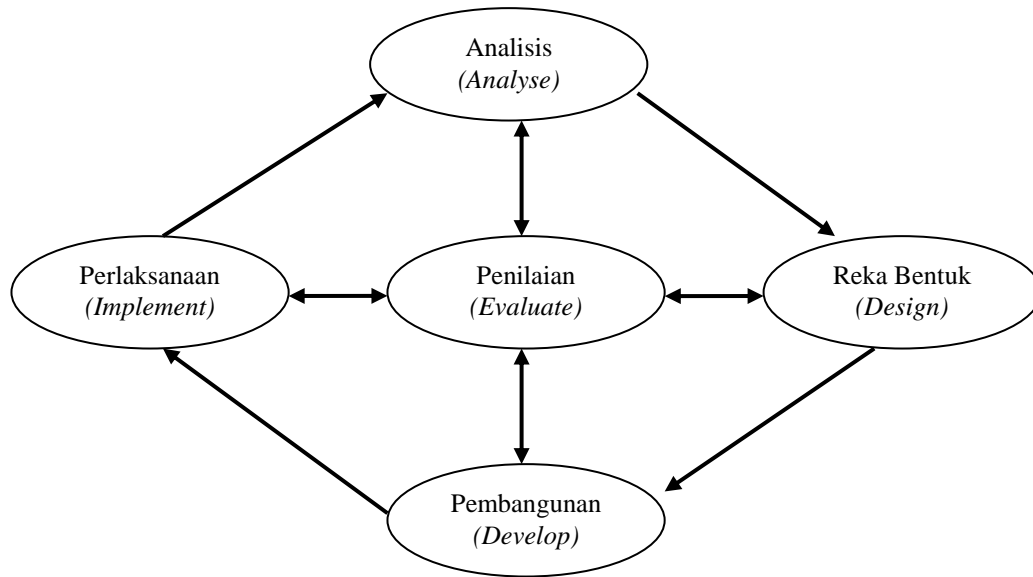 Analisis
(Analyse)
Perlaksanaan
(Implement)
Penilaian
(Evaluate)
Reka Bentuk
(Design)
Pembangunan
(Develop)